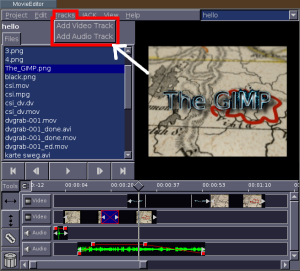 MovieEditor
Project Edit Tracks JACK View Help
hello
hello
Add Video Track
Add Audio Track
Files
3.png
4.png
The_GIMP.png
black.png
csi.mov
csi.mpg
csi_dv.dv
csi_dv.mov
dvgrab-001.mov
dvgrab-001_done.avi
dvgrab-001_done.mov
dvgrab-001_ed.mov
karte sweg.avi
The GIMP
Tools
00:00:04 00:00:20 00:00:37 00:00:53 00:01:10
Video
Video
Audio
Audio